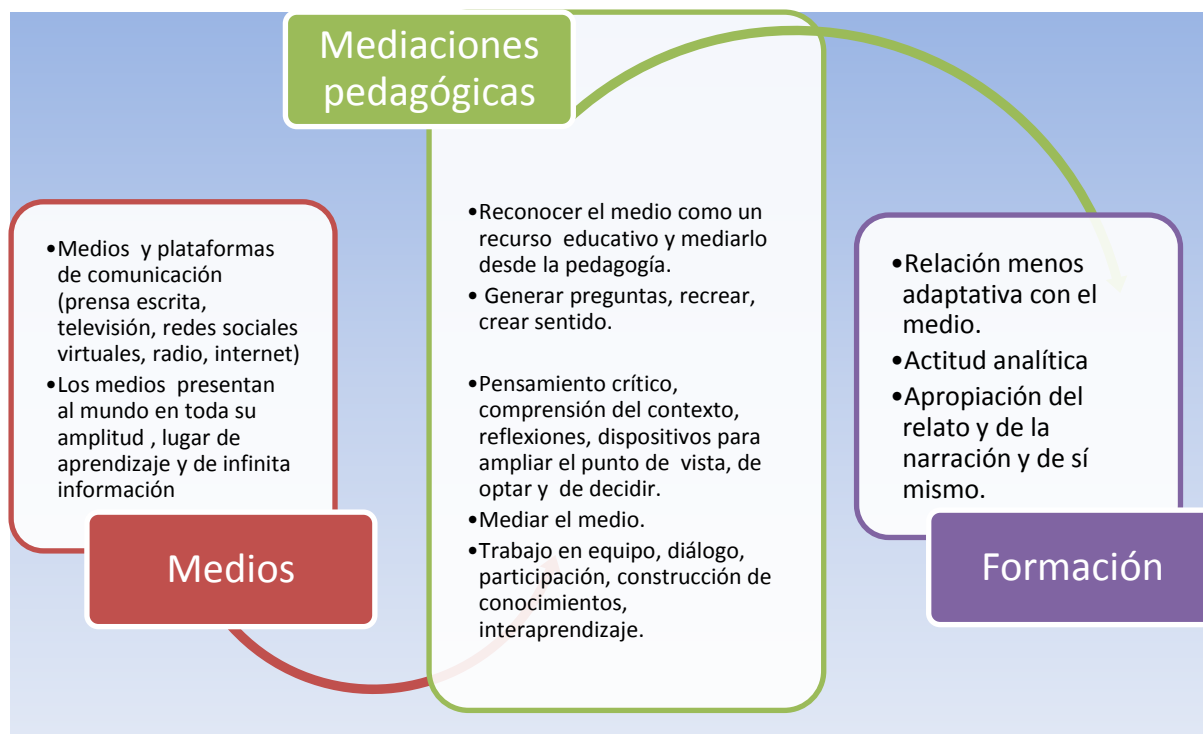 Mediaciones
pedagógicas
•Medios y plataformas
de comunicación
(prensa escrita,
televisión, redes sociales
virtuales, radio, internet)
•Los medios presentan
al mundo en toda su
amplitud , lugar de
aprendizaje y de infinita
información
Medios
•Reconocer el medio como un
recurso educativo y mediarlo
desde la pedagogía.
• Generar preguntas, recrear,
crear sentido.
•Pensamiento crítico,
comprensión del contexto,
reflexiones, dispositivos para
ampliar el punto de vista, de
optar y de decidir.
•Mediar el medio.
•Trabajo en equipo, diálogo,
participación, construcción de
conocimientos,
interaprendizaje.
•Relación menos
adaptativa con el
medio.
•Actitud analítica
•Apropiación del
relato y de la
narración y de sí
mismo.
Formación